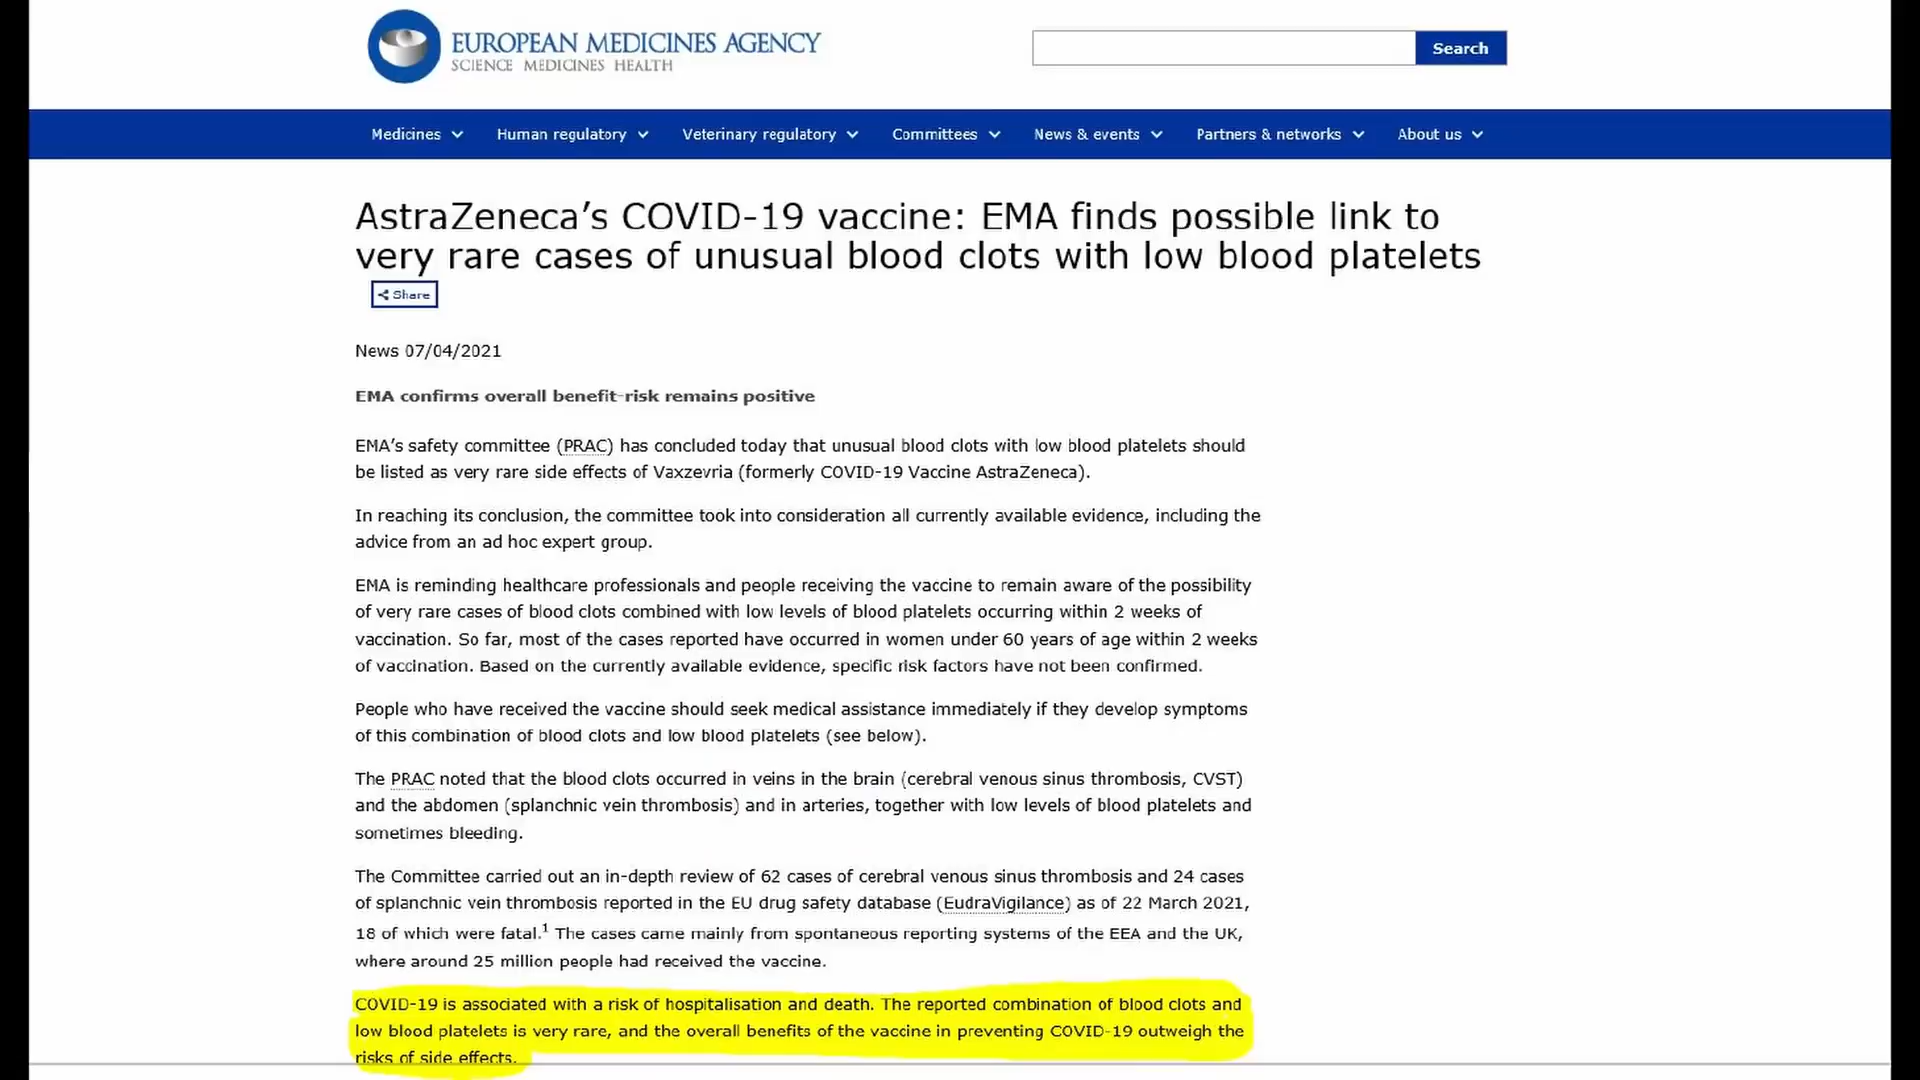 EUROPEAN MEDICINES AGENCY
SCIENCE MEDICINES HEALTH
Search
Medicines
Human regulatory
Veterinary regulatory
Committees
News & events
Partners & networks
About us
AstraZeneca’s COVID-19 vaccine: EMA finds possible link to
very rare cases of unusual blood clots with low blood platelets
Share
News 07/04/2021
EMA confirms overall benefit-risk remains positive
EMA’s safety committee (PRAC) has concluded today that unusual blood clots with low blood platelets should
be listed as very rare side effects of Vaxzevria (formerly COVID-19 Vaccine AstraZeneca).
In reaching its conclusion, the committee took into consideration all currently available evidence, including the
advice from an ad hoc expert group.
EMA is reminding healthcare professionals and people receiving the vaccine to remain aware of the possibility
of very rare cases of blood clots combined with low levels of blood platelets occurring within 2 weeks of
vaccination. So far, most of the cases reported have occurred in women under 60 years of age within 2 weeks
of vaccination. Based on the currently available evidence, specific risk factors have not been confirmed.
People who have received the vaccine should seek medical assistance immediately if they develop symptoms
of this combination of blood clots and low blood platelets (see below).
The PRAC noted that the blood clots occurred in veins in the brain (cerebral venous sinus thrombosis, CVST)
and the abdomen (splanchnic vein thrombosis) and in arteries, together with low levels of blood platelets and
sometimes bleeding.
The Committee carried out an in-depth review of 62 cases of cerebral venous sinus thrombosis and 24 cases
of splanchnic vein thrombosis reported in the EU drug safety database (EudraVigilance) as of 22 March 2021,
18 of which were fatal.¹ The cases came mainly from spontaneous reporting systems of the EEA and the UK,
where around 25 million people had received the vaccine.
COVID-19 is associated with a risk of hospitalisation and death. The reported combination of blood clots and
low blood platelets is very rare, and the overall benefits of the vaccine in preventing COVID-19 outweigh the
risks of side effects.